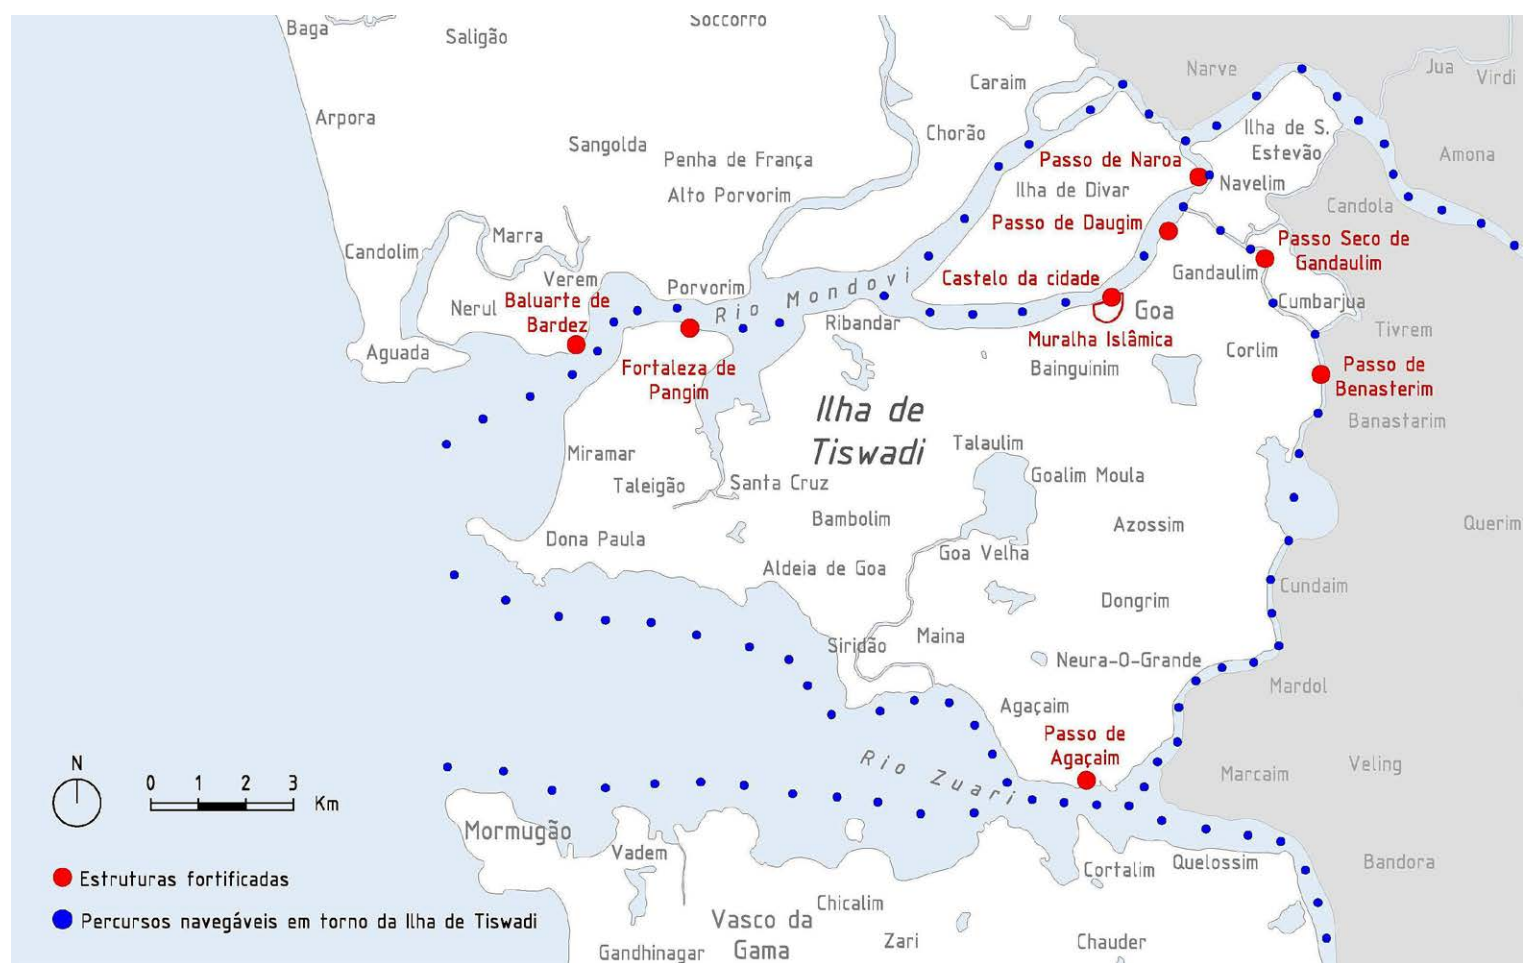 Soccorro
Baga
Saligão
Narve
Jua
Virdi
Caraim
Arpora
Chorão
Ilha de S.
Estevão
Sangolda
Penha de França
Passo de Naroa
Amona
Alto Porvorim
Ilha de Divar
Navelim
Candola
Passo de Daugim
Marra
Candolim
Passo Seco de
Gandaulim
Gandaulim
Verem
Porvorim
Castelo da cidade
Rio Mondovi
Nerul
Baluarte de
Bardez
Cumbarjua
Goa
Ribandar
Muralha Islâmica
Tivrem
Aguada
Corlim
Fortaleza de
Pangim
Bainguinim
Passo de
Benasterim
Ilha de
Tiswadi
Banastarim
Miramar
Talaulim
Taleigão
Santa Cruz
Goalim Moula
Bambolim
Azossim
Querim
Dona Paula
Goa Velha
Aldeia de Goa
Cundaim
Dongrim
Maina
Siridão
Neura-O-Grande
Mardol
Agaçaim
Passo de
Agaçaim
Rio Zuari
Veling
Marcaim
N
0 1 2 3
Km
Mormugão
Vadem
Cortalim
Quelossim
Bandora
Estruturas fortificadas
Chicalim
Percursos navegáveis em torno da Ilha de Tiswadi
Vasco da
Gama
Zari
Chauder
Gandhinagar